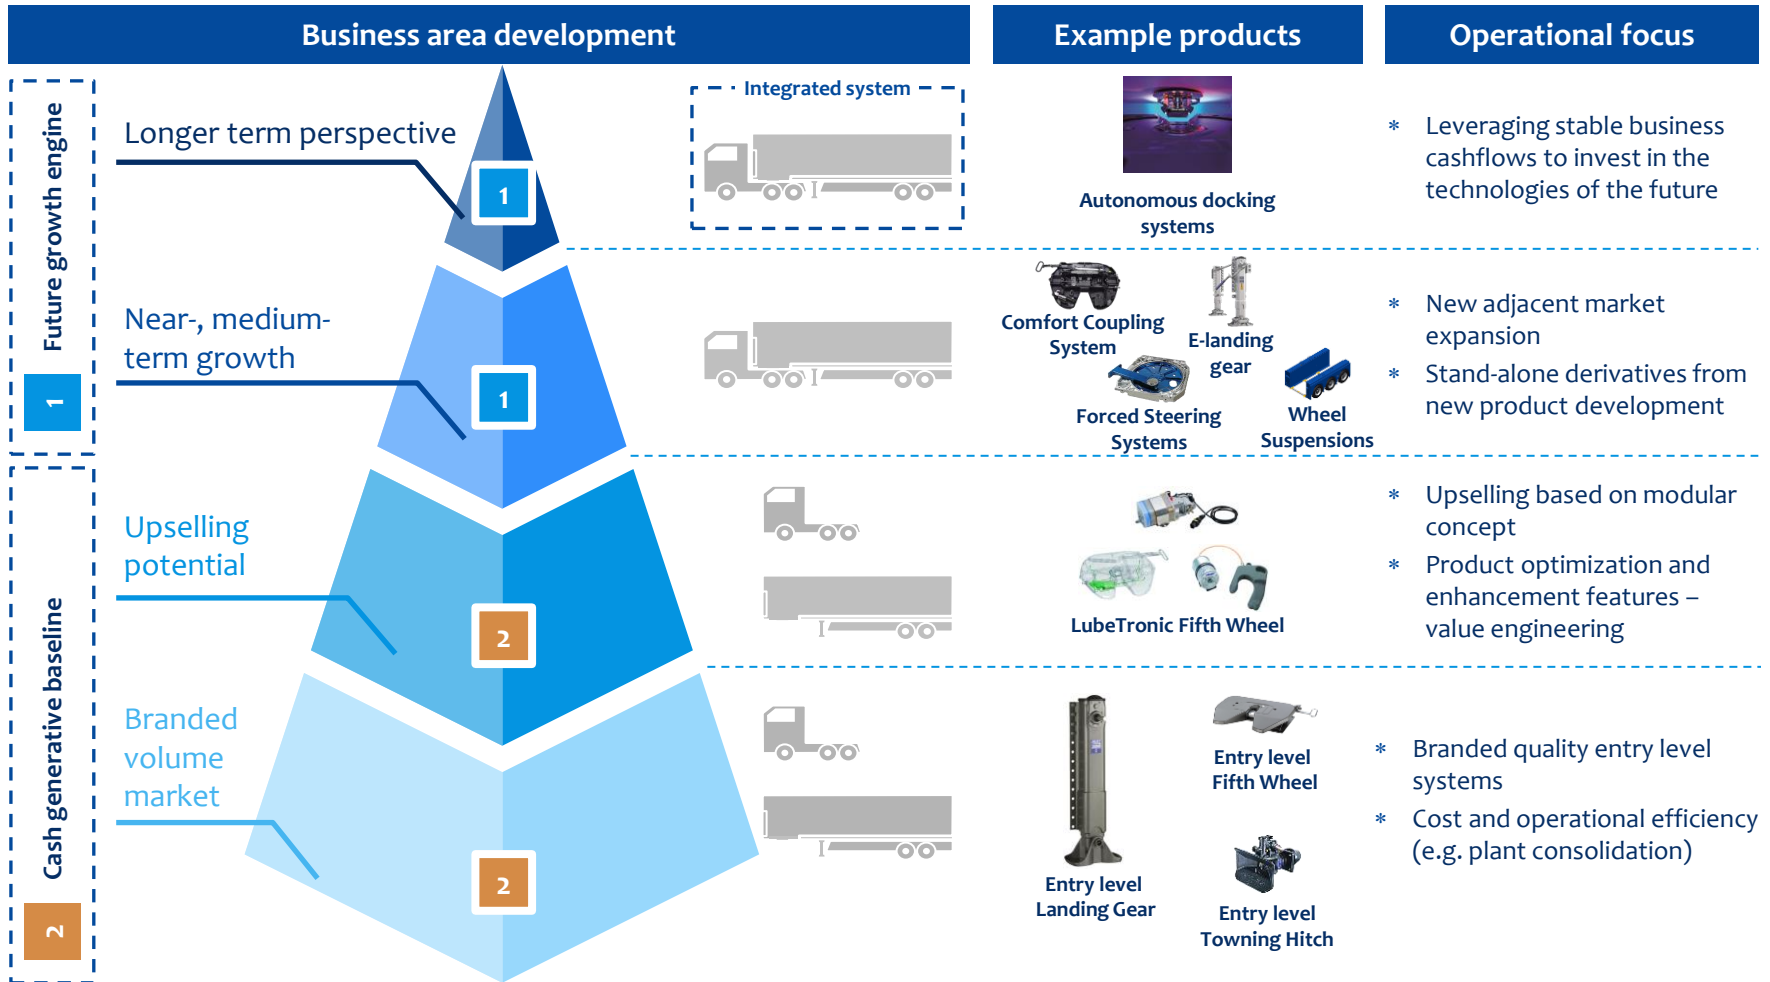 Business area development
Example products
Operational focus
Future growth engine
1
Longer term perspective
1
Integrated system
Autonomous docking
systems
* Leveraging stable business
cashflows to invest in the
technologies of the future
Near-, medium-
term growth
1
Comfort Coupling
System
E-landing
gear
Forced Steering
Systems
Wheel
Suspensions
* New adjacent market
expansion
* Stand-alone derivatives from
new product development
Cash generative baseline
2
Upselling
potential
2
LubeTronic Fifth Wheel
* Upselling based on modular
concept
* Product optimization and
enhancement features –
value engineering
Branded
volume
market
2
Entry level
Landing Gear
Entry level
Fifth Wheel
Entry level
Towning Hitch
* Branded quality entry level
systems
* Cost and operational efficiency
(e.g. plant consolidation)